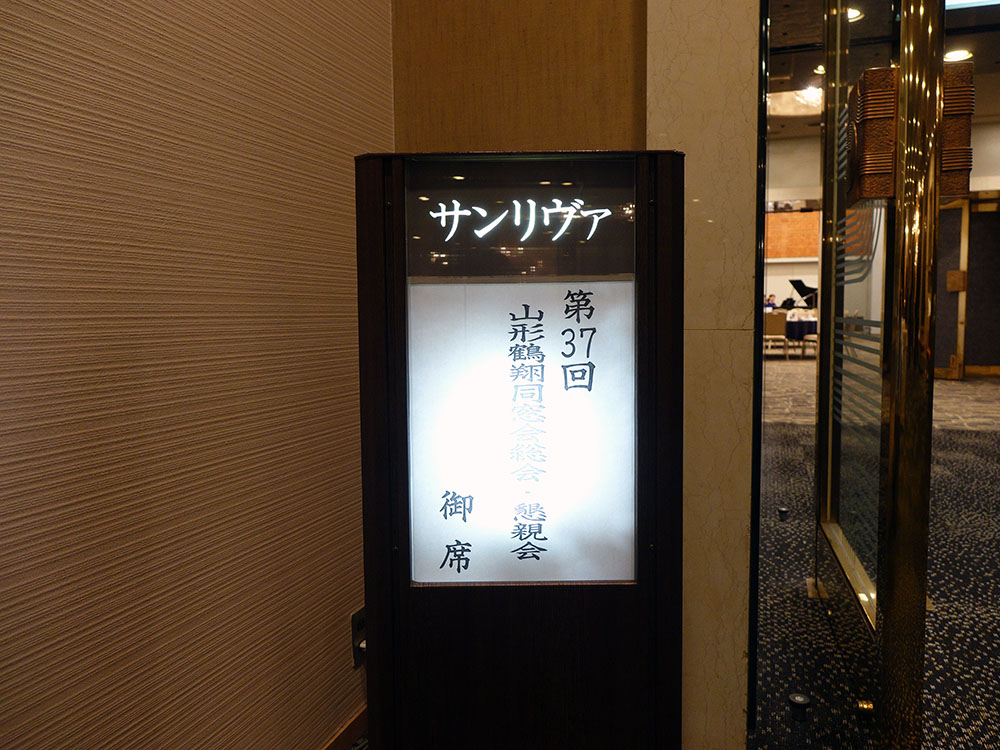 サンリヴァ
第37回
山形鶴翔同窓会総会・懇親会
御席